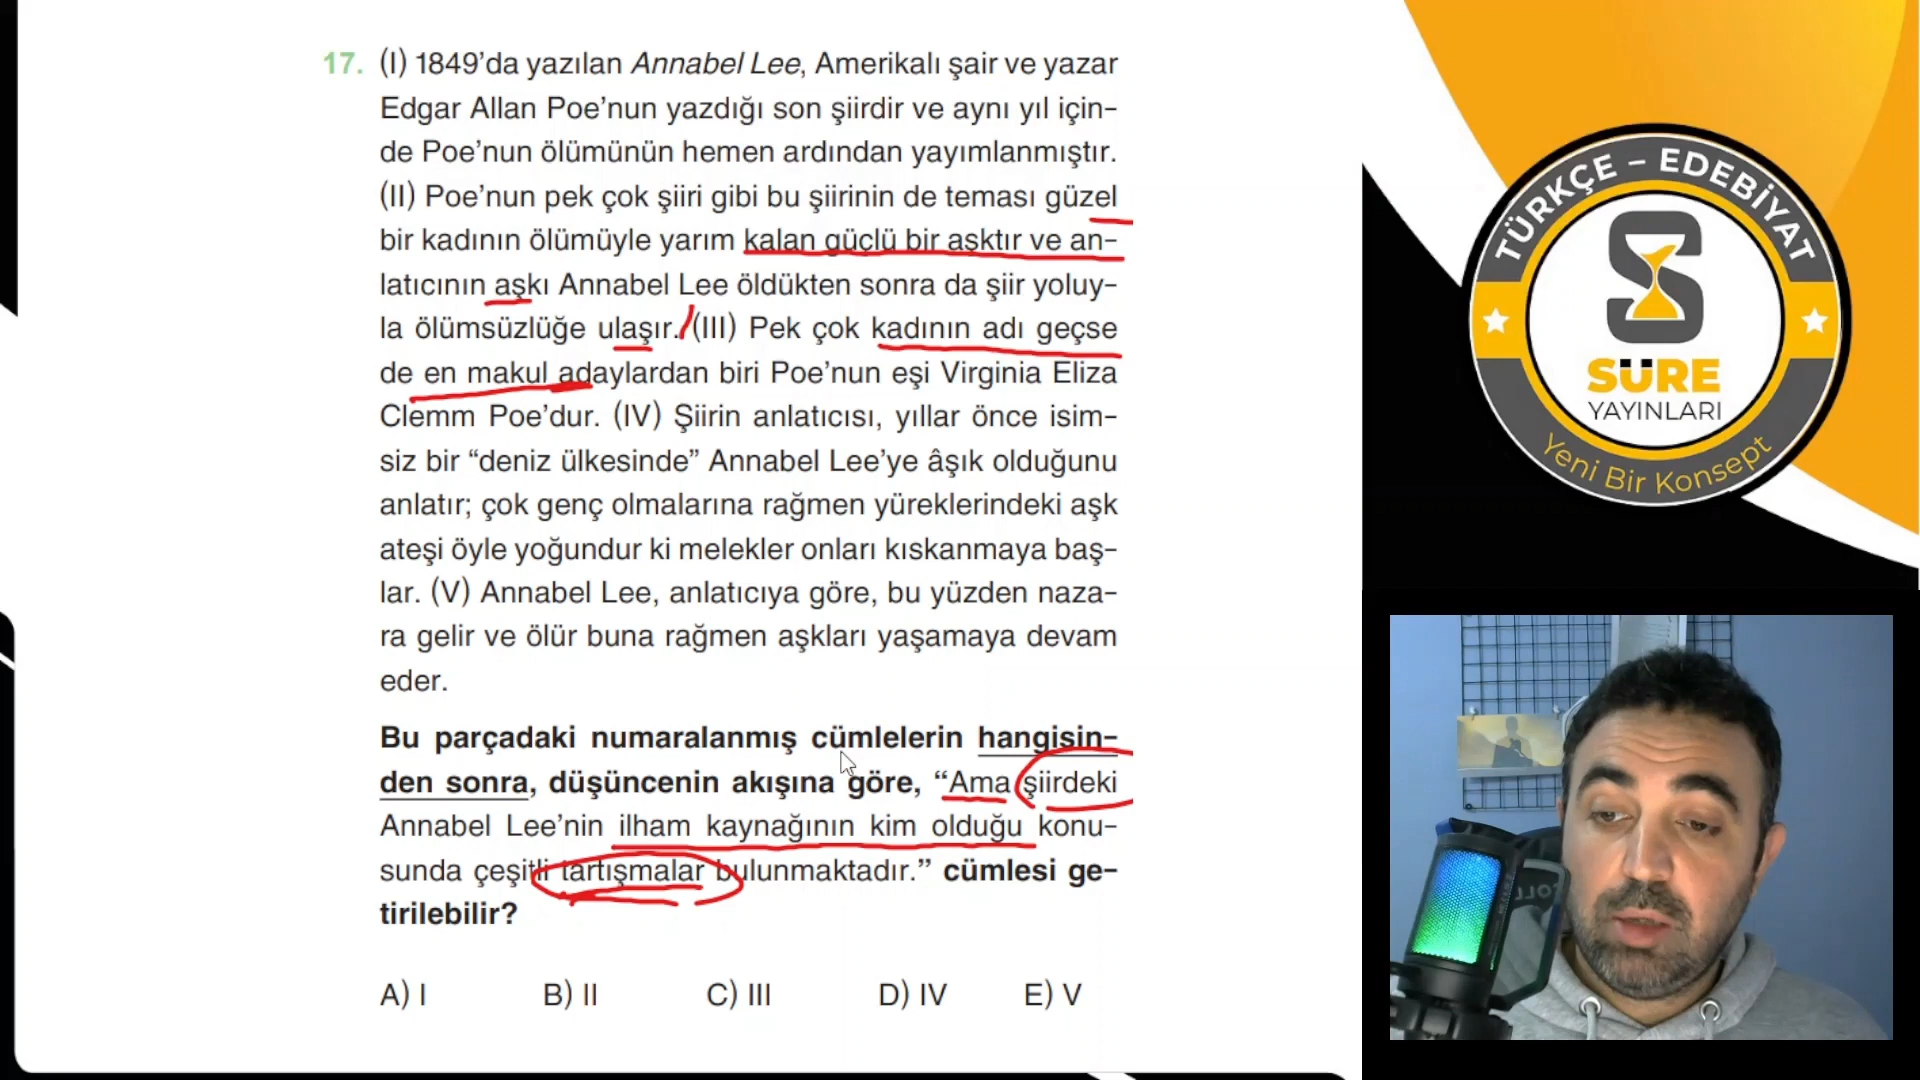 17. (I) 1849’da yazılan Annabel Lee, Amerikalı şair ve yazar
Edgar Allan Poe’nun yazdığı son şiirdir ve aynı yıl için-
de Poe’nun ölümünün hemen ardından yayımlanmıştır.
(II) Poe’nun pek çok şiiri gibi bu şiirinin de teması güzel
bir kadının ölümüyle yarım kalan güçlü bir aşktır ve an-
latıcının aşkı Annabel Lee öldükten sonra da şiir yoluy-
la ölümsüzlüğe ulaşır. (III) Pek çok kadının adı geçse
de en makul adaylardan biri Poe’nun eşi Virginia Eliza
Clemm Poe’dur. (IV) Şiirin anlatıcısı, yıllar önce isim-
siz bir “deniz ülkesinde” Annabel Lee’ye âşık olduğunu
anlatır; çok genç olmalarına rağmen yüreklerindeki aşk
ateşi öyle yoğundur ki melekler onları kıskanmaya baş-
lar. (V) Annabel Lee, anlatıcıya göre, bu yüzden naza-
ra gelir ve ölür buna rağmen aşkları yaşamaya devam
eder.
Bu parçadaki numaralanmış cümlelerin hangisin-
den sonra, düşüncenin akışına göre, “Ama şiirdeki
Annabel Lee’nin ilham kaynağının kim olduğu konu-
sunda çeşitli tartışmalar bulunmaktadır.” cümlesi ge-
tirilebilir?
A) I B) II C) III D) IV E) V
TÜRKÇE – EDEBİYAT
SÜRE
YAYINLARI
Yeni Bir Konsept